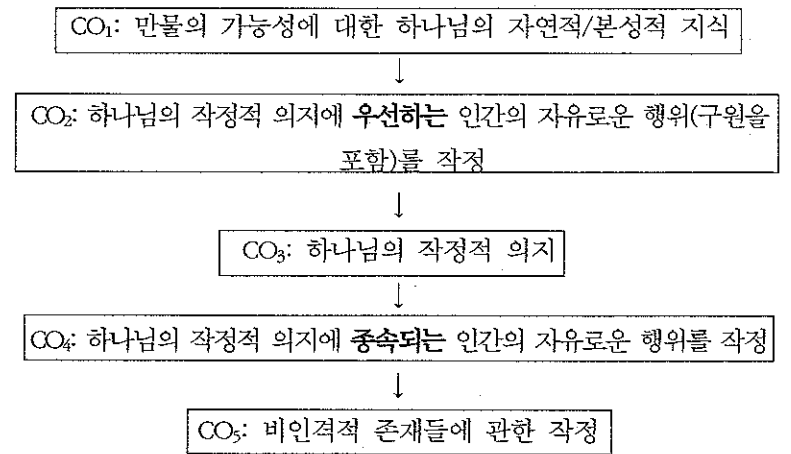 CO₁: 만물의 가능성에 대한 하나님의 자연적/본성적 지식
↓
CO₂: 하나님의 작정적 의지에 우선하는 인간의 자유로운 행위(구원을
포함)를 작정
↓
CO₃: 하나님의 작정적 의지
↓
CO₄: 하나님의 작정적 의지에 종속되는 인간의 자유로운 행위를 작정
↓
CO₅: 비인격적 존재들에 관한 작정